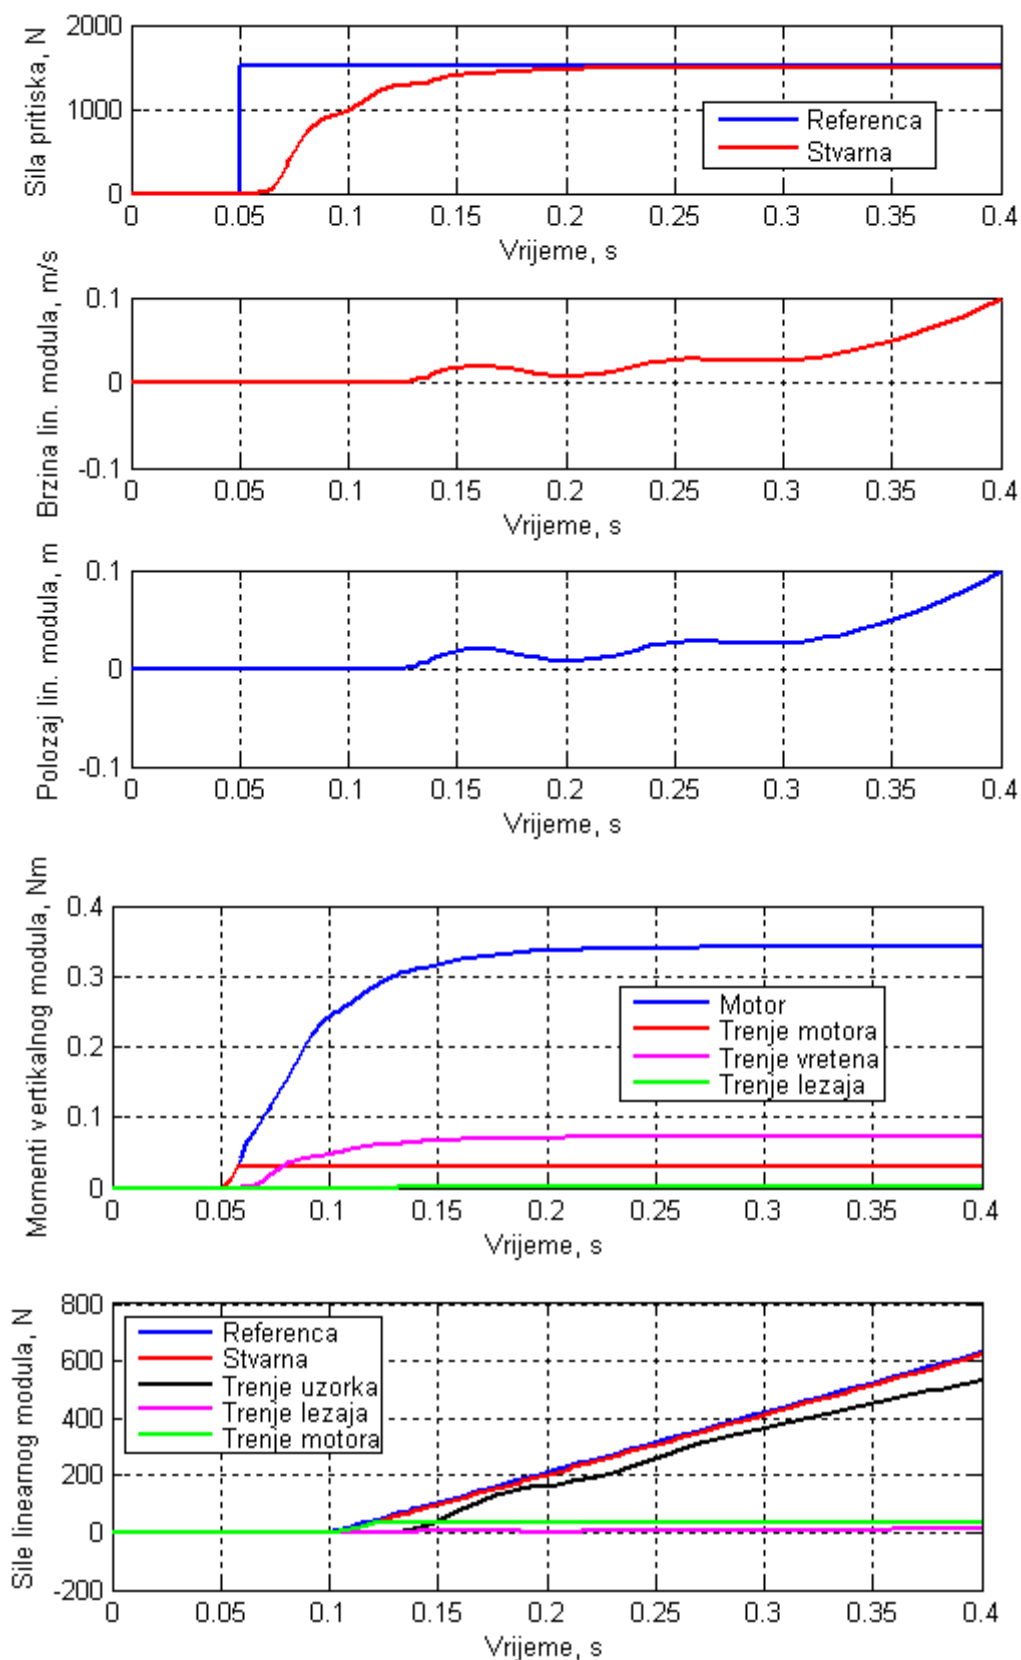 Sila pritiska, N
2000
1000
0
Referenca
Stvarna
0 0.05 0.1 0.15 0.2 0.25 0.3 0.35 0.4
Vrijeme, s
Brzina lin. modula, m/s
0.1
0
-0.1
0 0.05 0.1 0.15 0.2 0.25 0.3 0.35 0.4
Vrijeme, s
Polozaj lin. modula, m
0.1
0
-0.1
0 0.05 0.1 0.15 0.2 0.25 0.3 0.35 0.4
Vrijeme, s
Momenti vertikalnog modula, Nm
0.4
0.3
0.2
0.1
0
Motor
Trenje motora
Trenje vretena
Trenje lezaja
0 0.05 0.1 0.15 0.2 0.25 0.3 0.35 0.4
Vrijeme, s
Sile linearnog modula, N
800
600
400
200
0
-200
Referenca
Stvarna
Trenje uzorka
Trenje lezaja
Trenje motora
0 0.05 0.1 0.15 0.2 0.25 0.3 0.35 0.4
Vrijeme, s